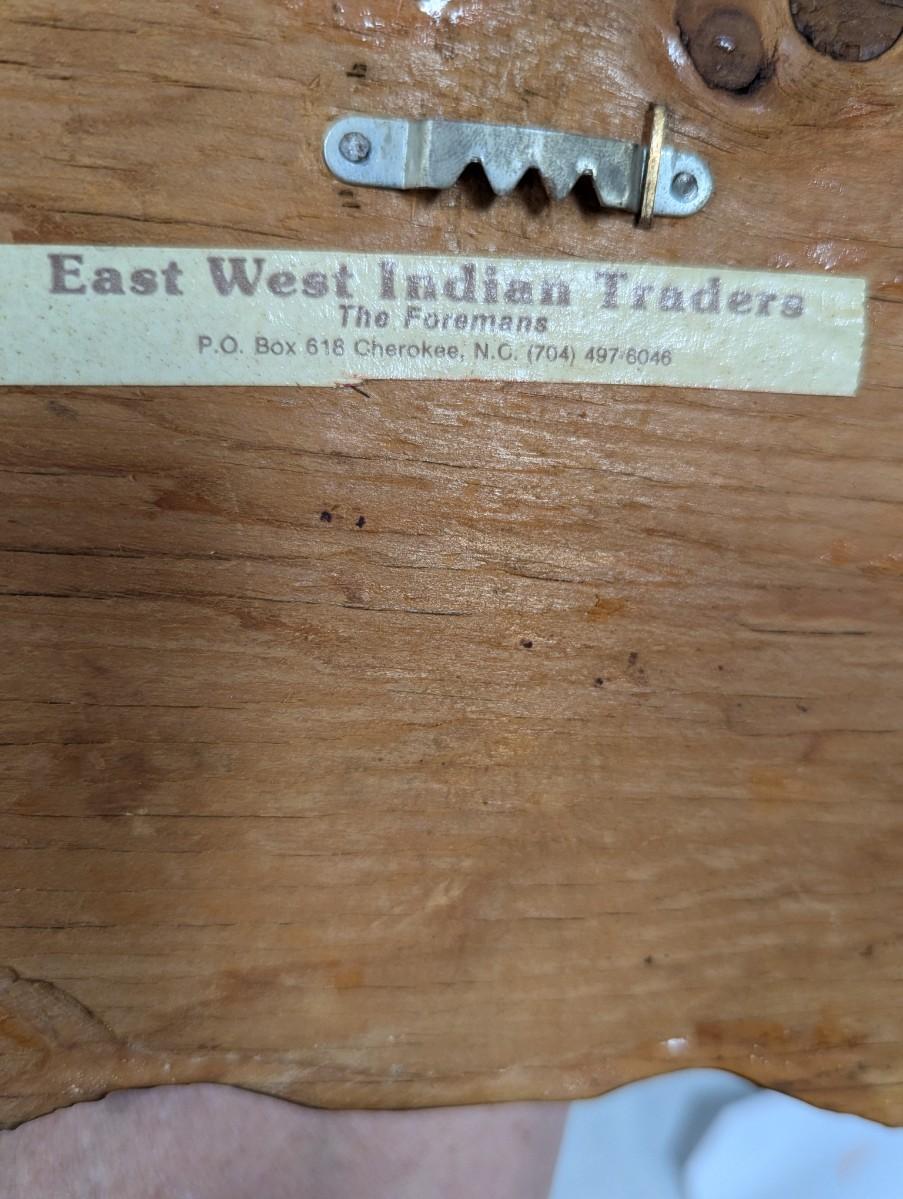 East West Indian Traders
The Foremans
P.O. Box 618 Cherokee, N.C. (704) 497-6046